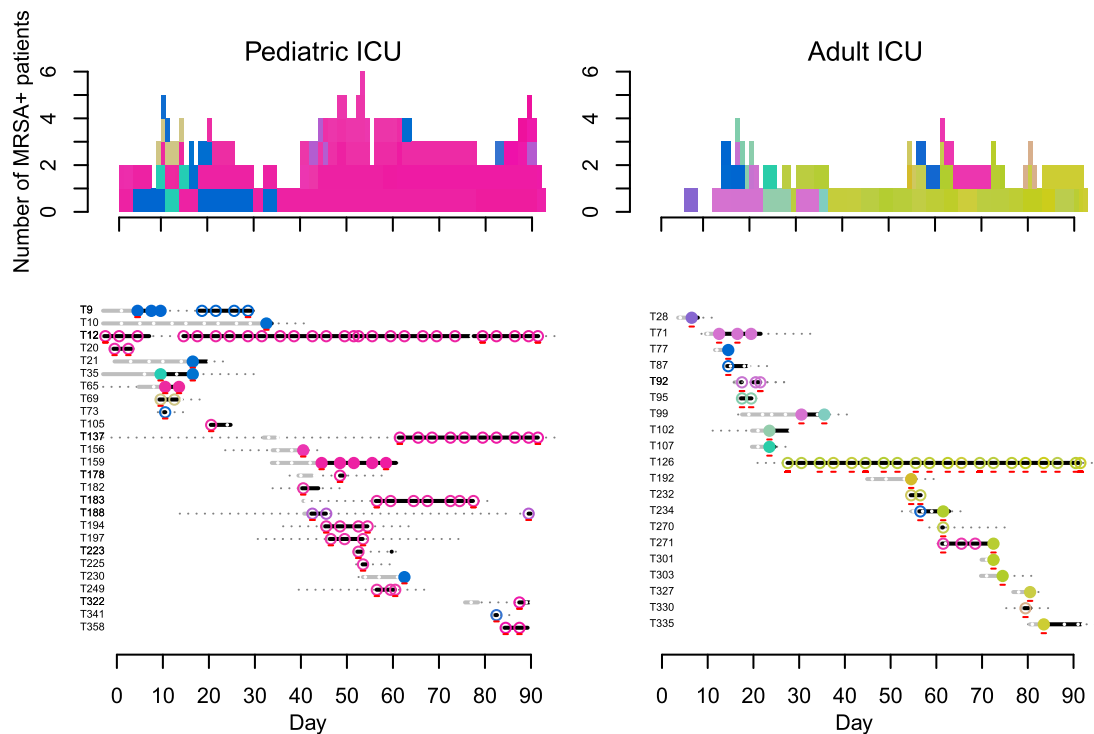 Pediatric ICU
Adult ICU
Number of MRSA+ patients
0 2 4 6
0 2 4 6
T9
T10
T12
T20
T21
T35
T65
T69
T73
T105
T137
T156
T159
T178
T182
T183
T188
T194
T197
T223
T225
T230
T249
T322
T341
T358
T28
T71
T77
T87
T92
T95
T99
T102
T107
T126
T192
T232
T234
T270
T271
T301
T303
T327
T330
T335
0 10 20 30 40 50 60 70 80 90
Day
0 10 20 30 40 50 60 70 80 90
Day